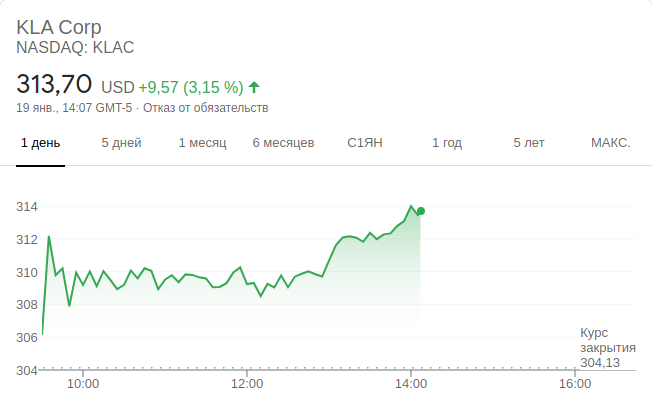 KLA Corp
NASDAQ: KLAC
313,70 USD +9,57 (3,15 %)
19 янв., 14:07 GMT-5 · Отказ от обязательств
1 день 5 дней 1 месяц 6 месяцев С1ЯН 1 год 5 лет МАКС.
314
312
310
308
306
304
Курс
закрытия
304,13
10:00 12:00 14:00 16:00